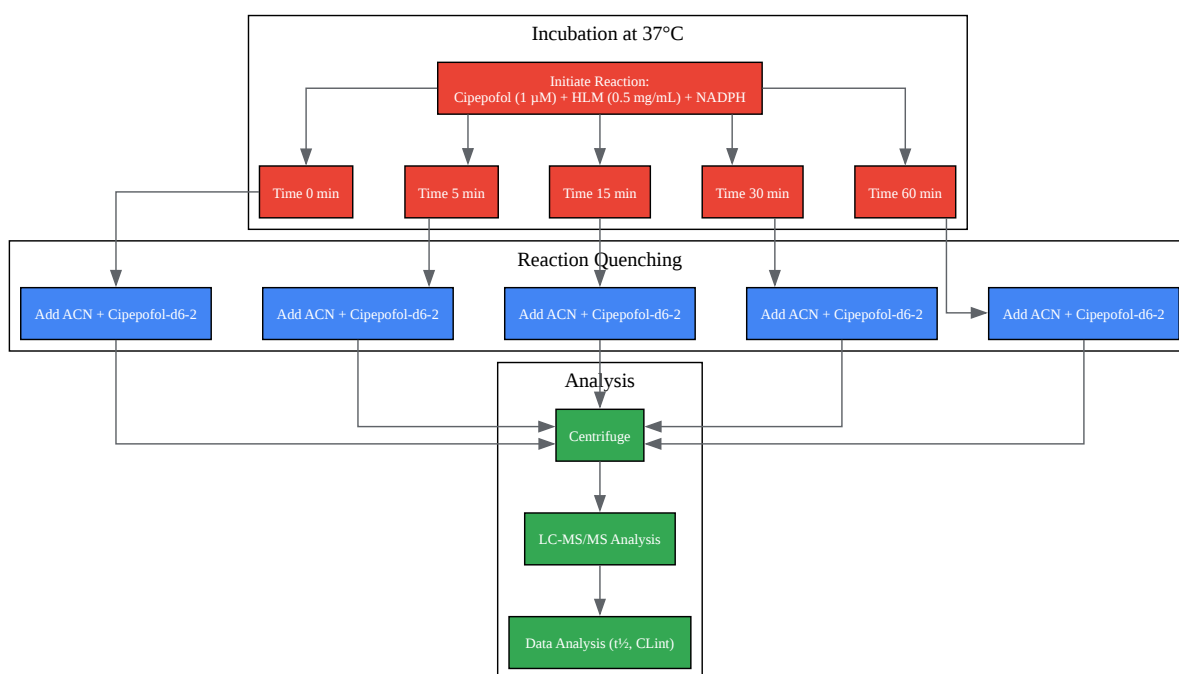 Incubation at 37°C
Initiate Reaction:
Cipepofol (1 µM) + HLM (0.5 mg/mL) + NADPH
Time 0 min
Time 5 min
Time 15 min
Time 30 min
Time 60 min
Reaction Quenching
Add ACN + Cipepofol-d6-2
Add ACN + Cipepofol-d6-2
Add ACN + Cipepofol-d6-2
Add ACN + Cipepofol-d6-2
Add ACN + Cipepofol-d6-2
Analysis
Centrifuge
LC-MS/MS Analysis
Data Analysis (t½, CLint)